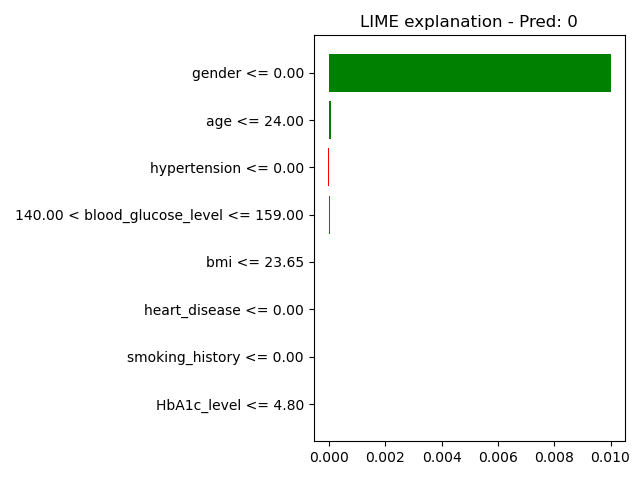 LIME explanation - Pred: 0
gender <= 0.00
age <= 24.00
hypertension <= 0.00
140.00 < blood_glucose_level <= 159.00
bmi <= 23.65
heart_disease <= 0.00
smoking_history <= 0.00
HbA1c_level <= 4.80
0.000 0.002 0.004 0.006 0.008 0.010